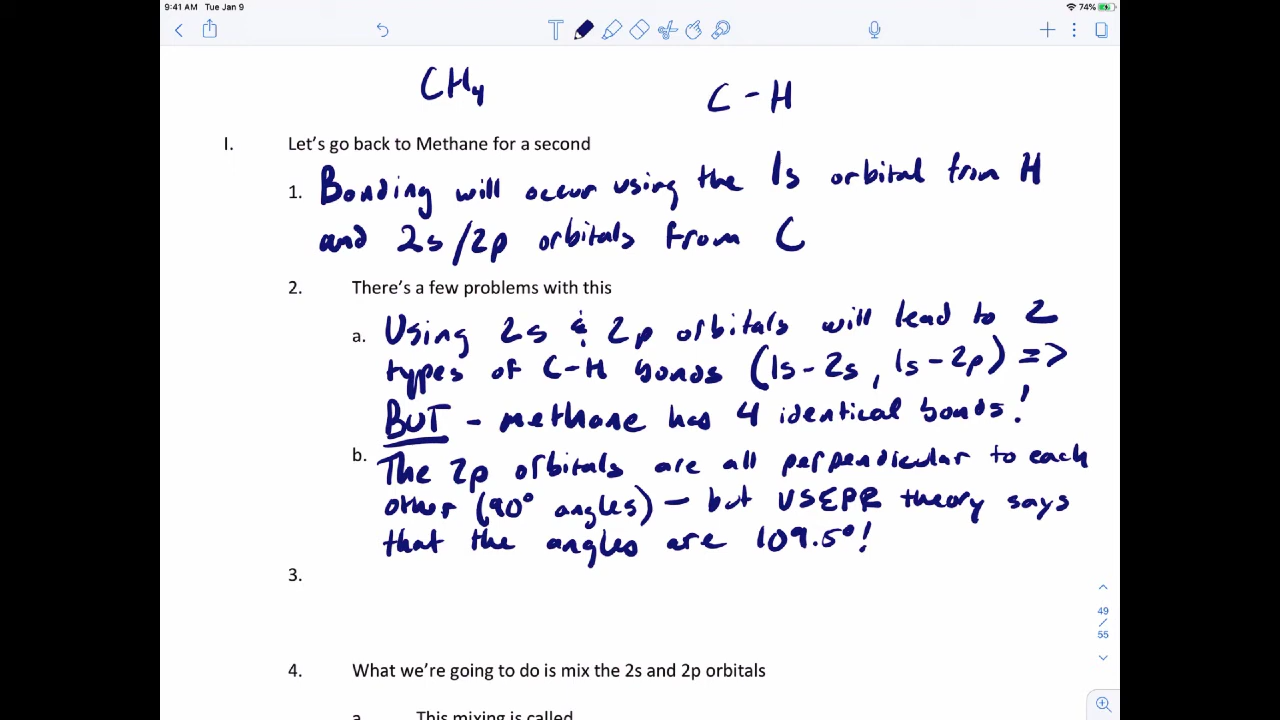 9:41 AM Tue Jan 9
74%
CH4
C-H
I. Let's go back to Methane for a second
1. Bonding will occur using the 1s orbital from H
and 2s/2p orbitals from C
2. There's a few problems with this
a. Using 2s & 2p orbitals will lead to 2
types of C-H bonds (1s-2s, 1s-2p) =>
BUT - methane has 4 identical bonds!
b. The 2p orbitals are all perpendicular to each
other (90° angles) - but VSEPR theory says
that the angles are 109.5°!
3.
4. What we're going to do is mix the 2s and 2p orbitals
a. This mixing is called
49
/
55